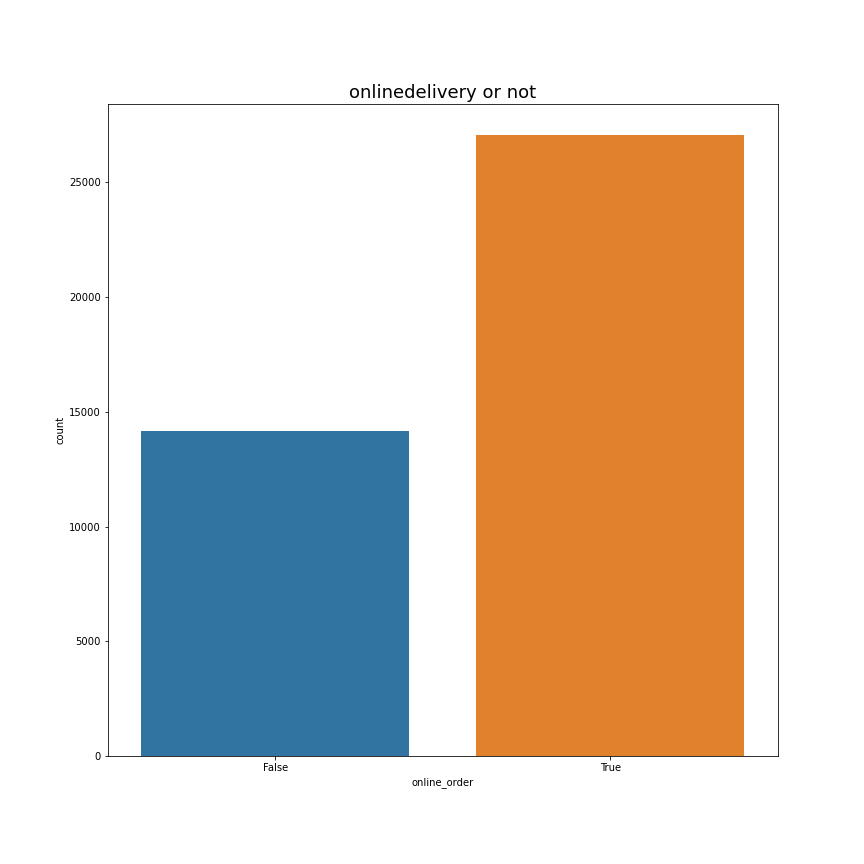 onlinedelivery or not
25000
20000
15000
10000
5000
0
count
False
True
online_order